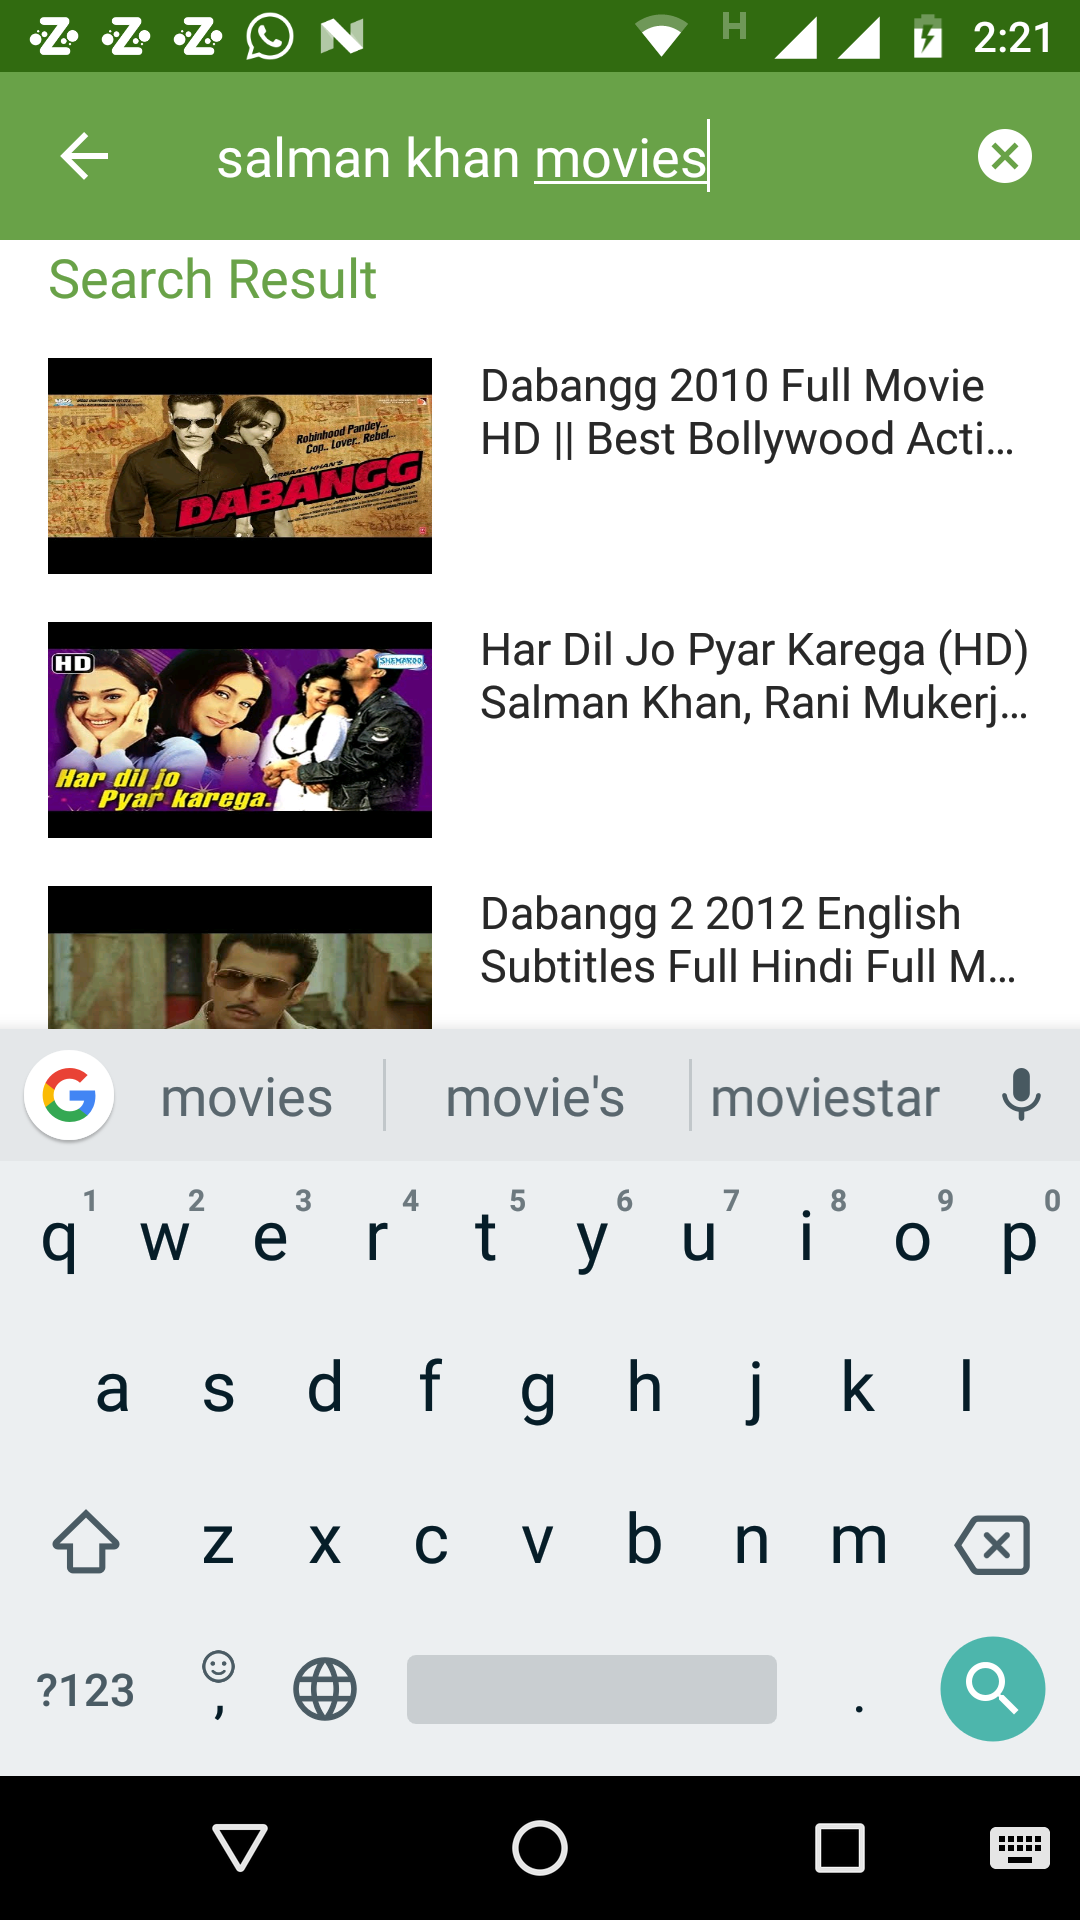 H 2:21
salman khan movies
Search Result
Robinhood Pandey...
Cop.. Lover.. Rebel...
ARBAAZ KHAN'S
DABANGG
Dabangg 2010 Full Movie
HD || Best Bollywood Acti...
HD
SHEMAROO
Har dil jo
Pyar karega.
Har Dil Jo Pyar Karega (HD)
Salman Khan, Rani Mukerj...
Dabangg 2 2012 English
Subtitles Full Hindi Full M...
movies movie's moviestar
1 2 3 4 5 6 7 8 9 0
q w e r t y u i o p
a s d f g h j k l
z x c v b n m
?123 , .